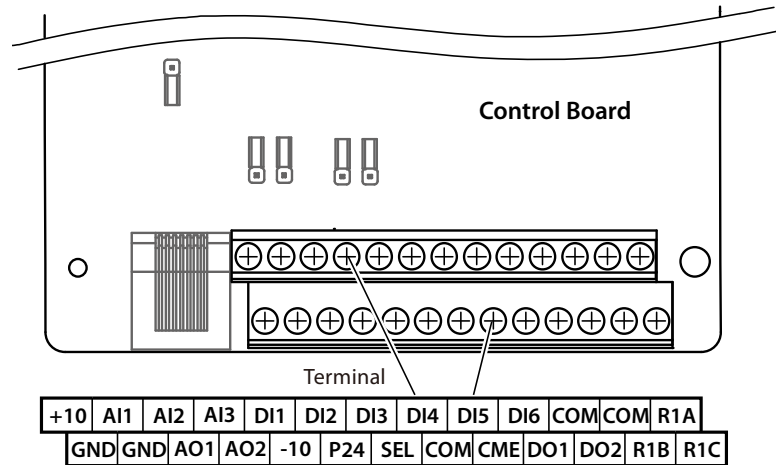 Control Board
Terminal
+10 AI1 AI2 AI3 DI1 DI2 DI3 DI4 DI5 DI6 COM COM R1A
GND GND AO1 AO2 -10 P24 SEL COM CME DO1 DO2 R1B R1C